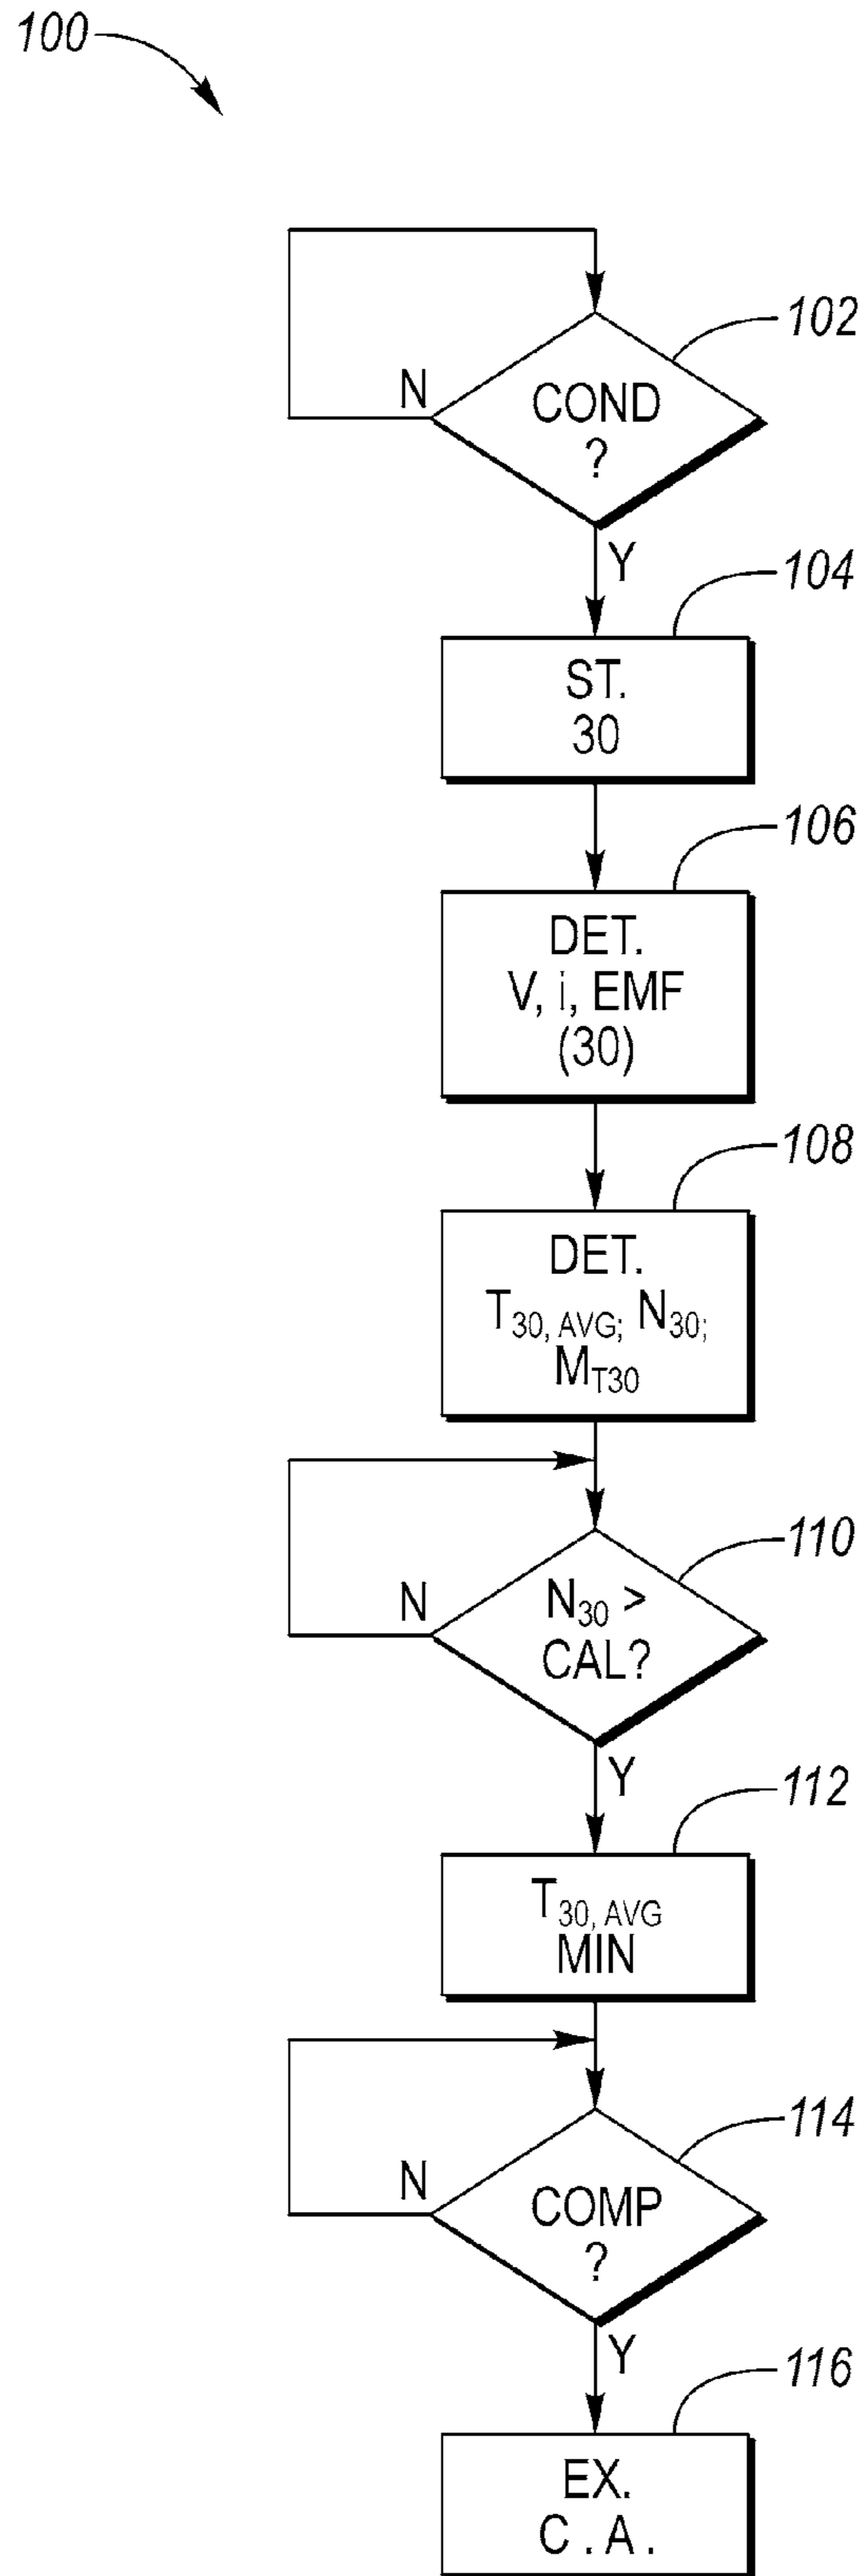 100
102
N
COND
?
Y
104
ST.
30
106
DET.
V, i, EMF
(30)
108
DET.
T30, AVG; N30;
MT30
110
N
N30 >
CAL?
Y
112
T30, AVG
MIN
114
N
COMP
?
Y
116
EX.
C . A .